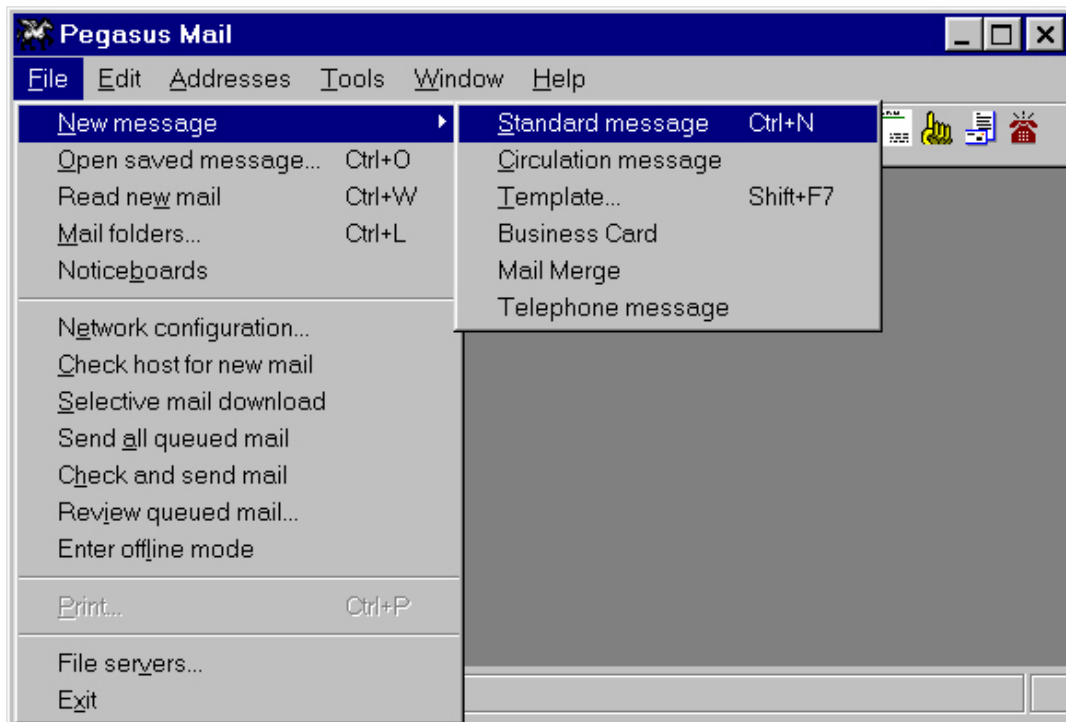 Pegasus Mail
File Edit Addresses Tools Window Help
New message
Open saved message... Ctrl+O
Read new mail Ctrl+W
Mail folders... Ctrl+L
Noticeboards
Network configuration...
Check host for new mail
Selective mail download
Send all queued mail
Check and send mail
Review queued mail...
Enter offline mode
Print... Ctrl+P
File servers...
Exit
Standard message Ctrl+N
Circulation message
Template... Shift+F7
Business Card
Mail Merge
Telephone message